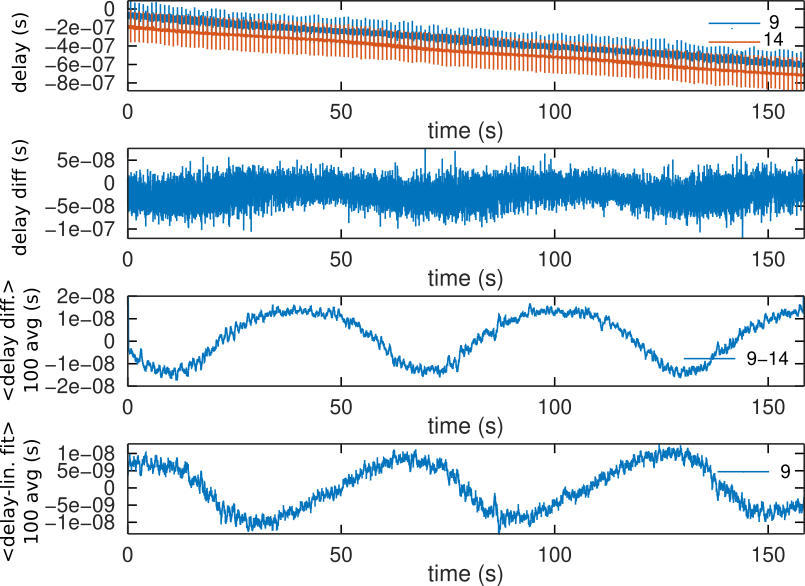 delay (s)
0
−2e−07
−4e−07
−6e−07
−8e−07
9
14
0
50
100
150
time (s)
delay diff (s)
5e−08
0
−5e−08
−1e−07
0
50
100
150
time (s)
<delay diff.>
100 avg (s)
2e−08
1e−08
0
−1e−08
−2e−08
9−14
0
50
100
150
time (s)
<delay-lin. fit>
100 avg (s)
1e−08
5e−09
0
−5e−09
−1e−08
9
0
50
100
150
time (s)